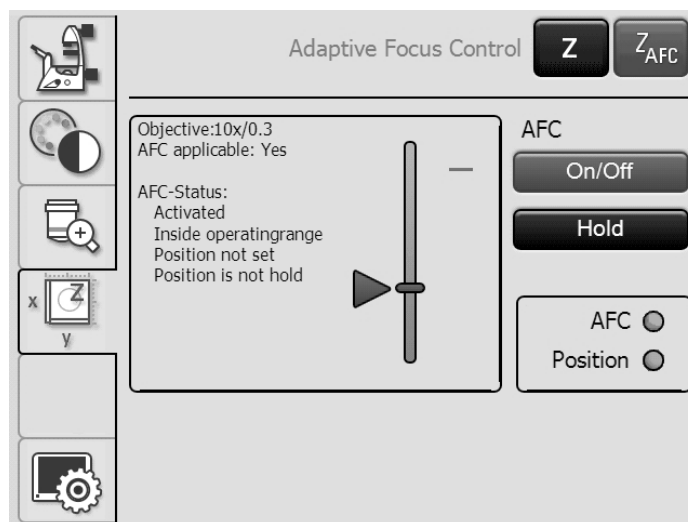 Adaptive Focus Control
Z
ZAFC
Objective:10x/0.3
AFC applicable: Yes
AFC-Status:
Activated
Inside operatingrange
Position not set
Position is not hold
AFC
On/Off
Hold
AFC
Position
x
Z
y